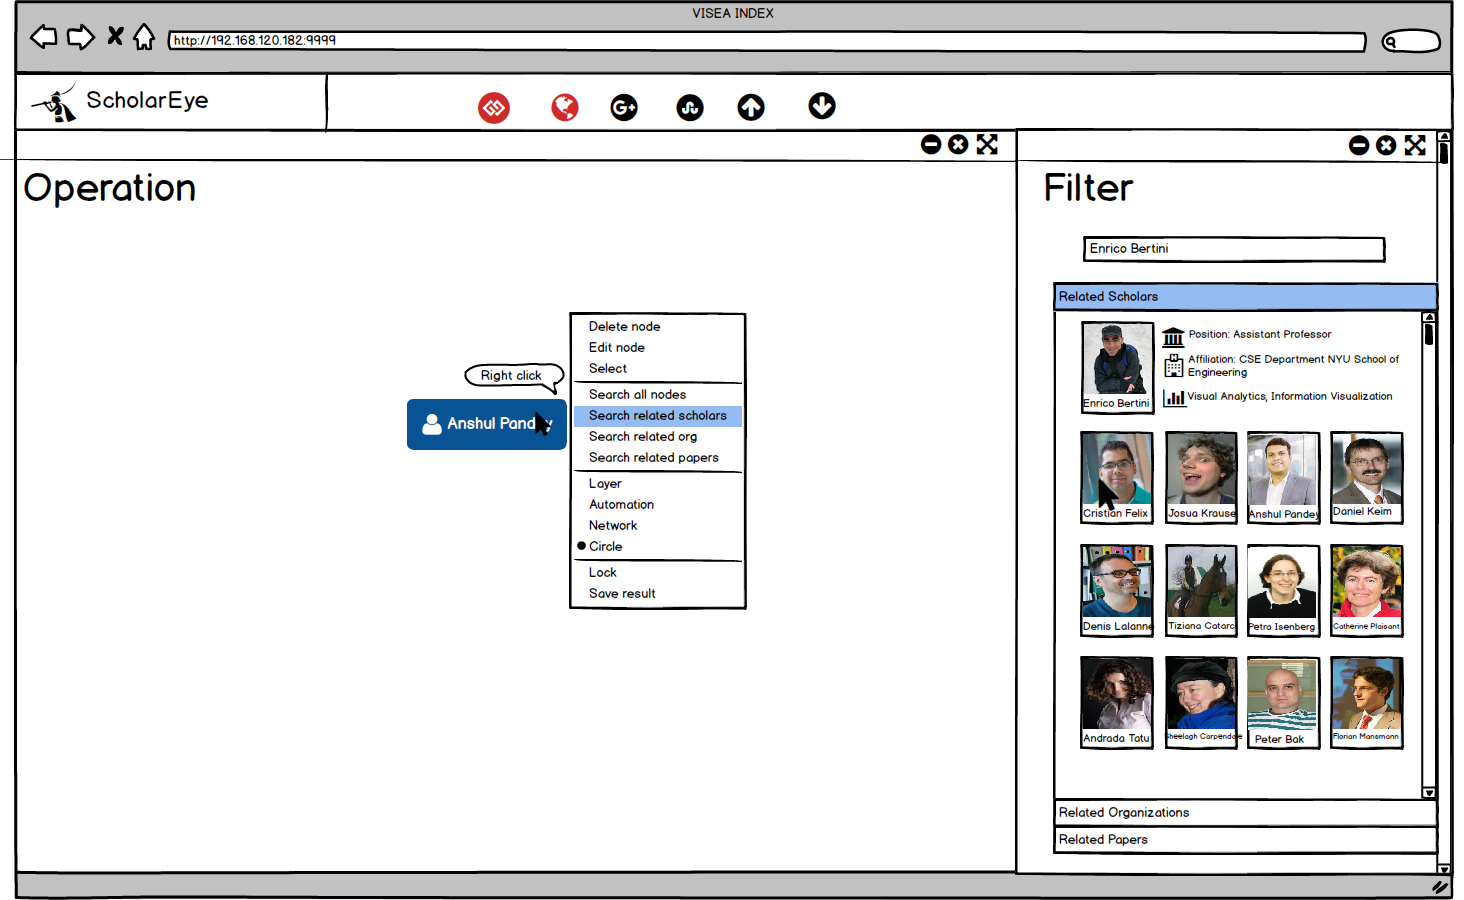 VISEA INDEX
http://192.168.120.182:9999
ScholarEye
G+
Operation
Right click
Anshul Pandey
Delete node
Edit node
Select
Search all nodes
Search related scholars
Search related org
Search related papers
Layer
Automation
Network
Circle
Lock
Save result
Filter
Enrico Bertini
Related Scholars
Position: Assistant Professor
Affiliation: CSE Department NYU School of
Engineering
Visual Analytics, Information Visualization
Enrico Bertini
Cristian Felix
Josua Krause
Anshul Pandey
Daniel Keim
Denis Lalanne
Tiziana Catarc
Petra Isenberg
Catherine Plaisant
Andrada Tatu
Sheelagh Carpendale
Peter Bak
Florian Mansmann
Related Organizations
Related Papers